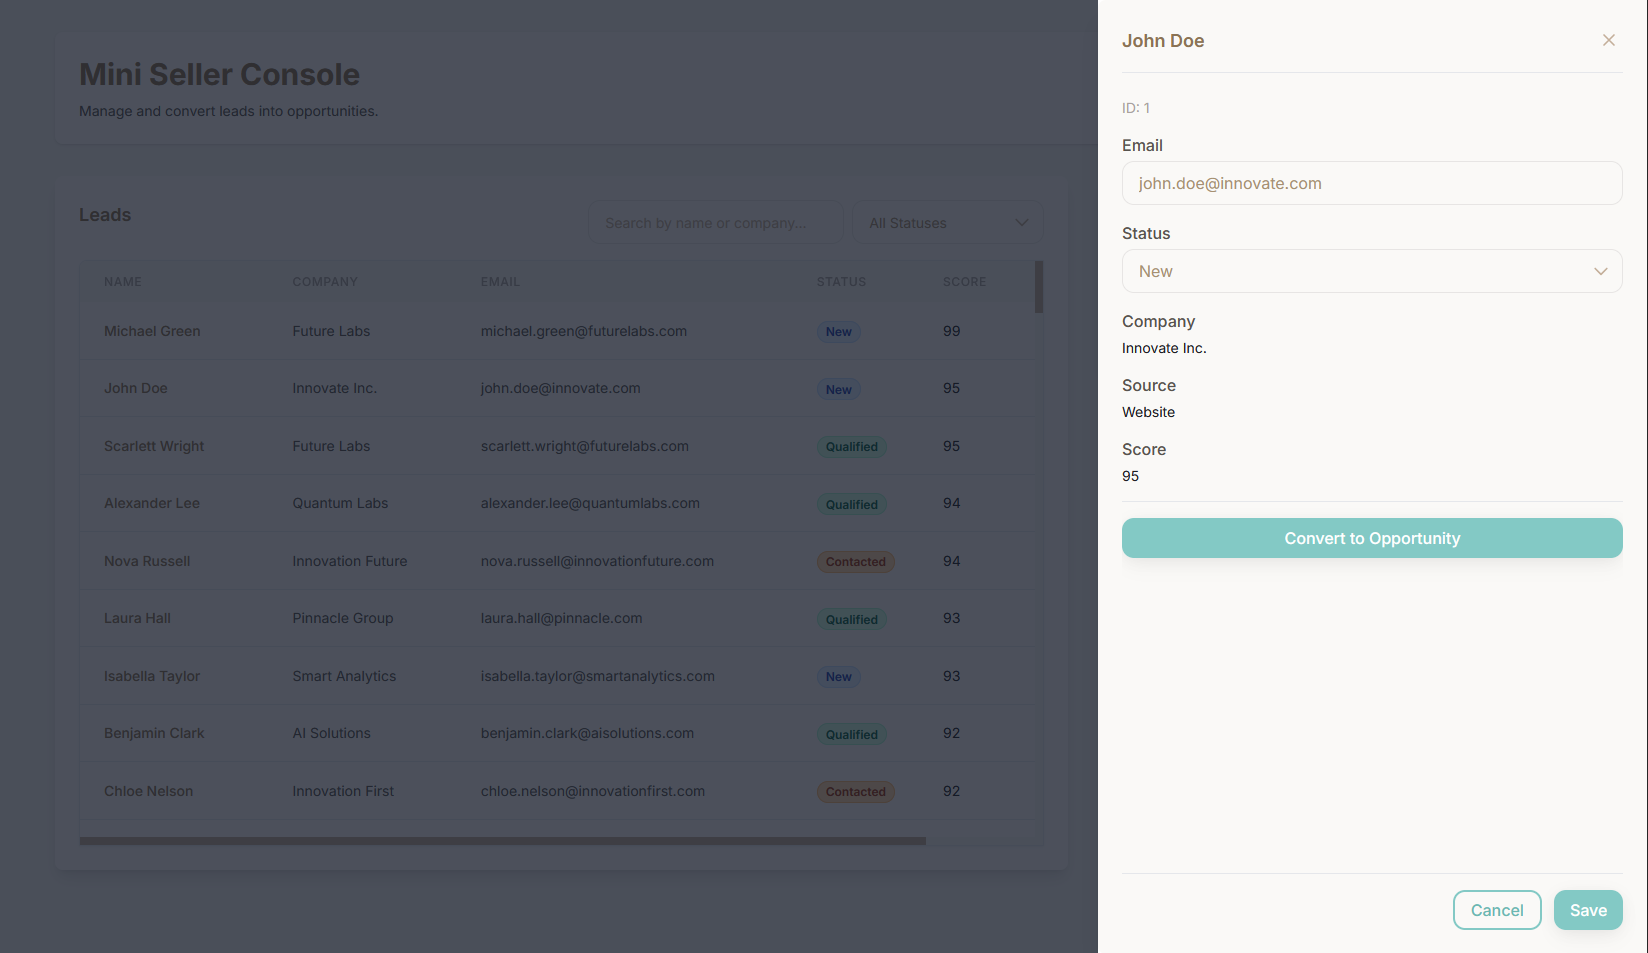 Mini Seller Console
Manage and convert leads into opportunities.
Leads
Search by name or company...
All Statuses
NAME COMPANY EMAIL STATUS SCORE
Michael Green Future Labs michael.green@futurelabs.com New 99
John Doe Innovate Inc. john.doe@innovate.com New 95
Scarlett Wright Future Labs scarlett.wright@futurelabs.com Qualified 95
Alexander Lee Quantum Labs alexander.lee@quantumlabs.com Qualified 94
Nova Russell Innovation Future nova.russell@innovationfuture.com Contacted 94
Laura Hall Pinnacle Group laura.hall@pinnacle.com Qualified 93
Isabella Taylor Smart Analytics isabella.taylor@smartanalytics.com New 93
Benjamin Clark AI Solutions benjamin.clark@aisolutions.com Qualified 92
Chloe Nelson Innovation First chloe.nelson@innovationfirst.com Contacted 92
John Doe
ID: 1
Email
john.doe@innovate.com
Status
New
Company
Innovate Inc.
Source
Website
Score
95
Convert to Opportunity
Cancel Save